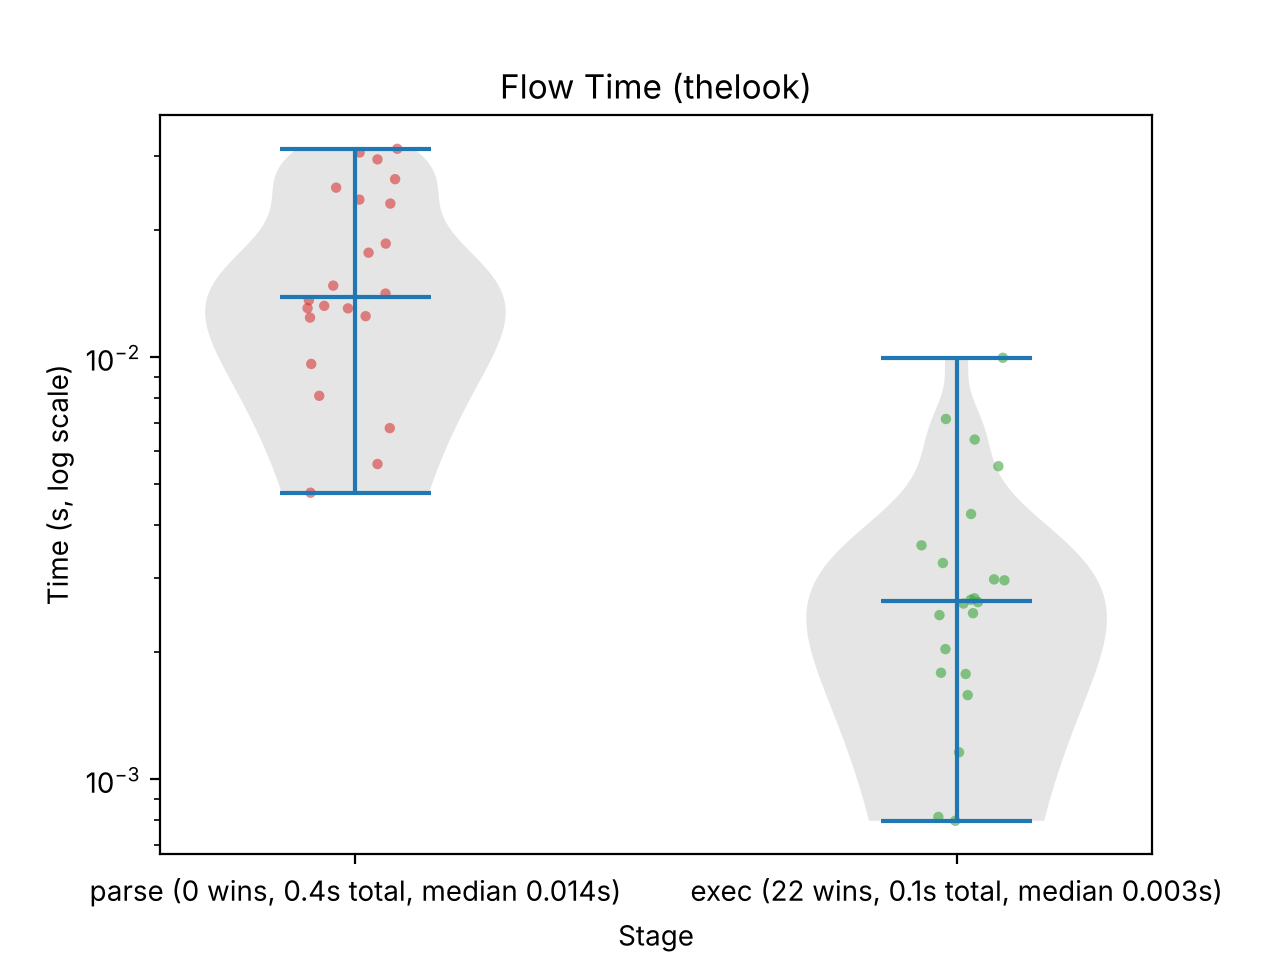 Flow Time (thelook)
Time (s, log scale)
10⁻²
10⁻³
parse (0 wins, 0.4s total, median 0.014s)
exec (22 wins, 0.1s total, median 0.003s)
Stage